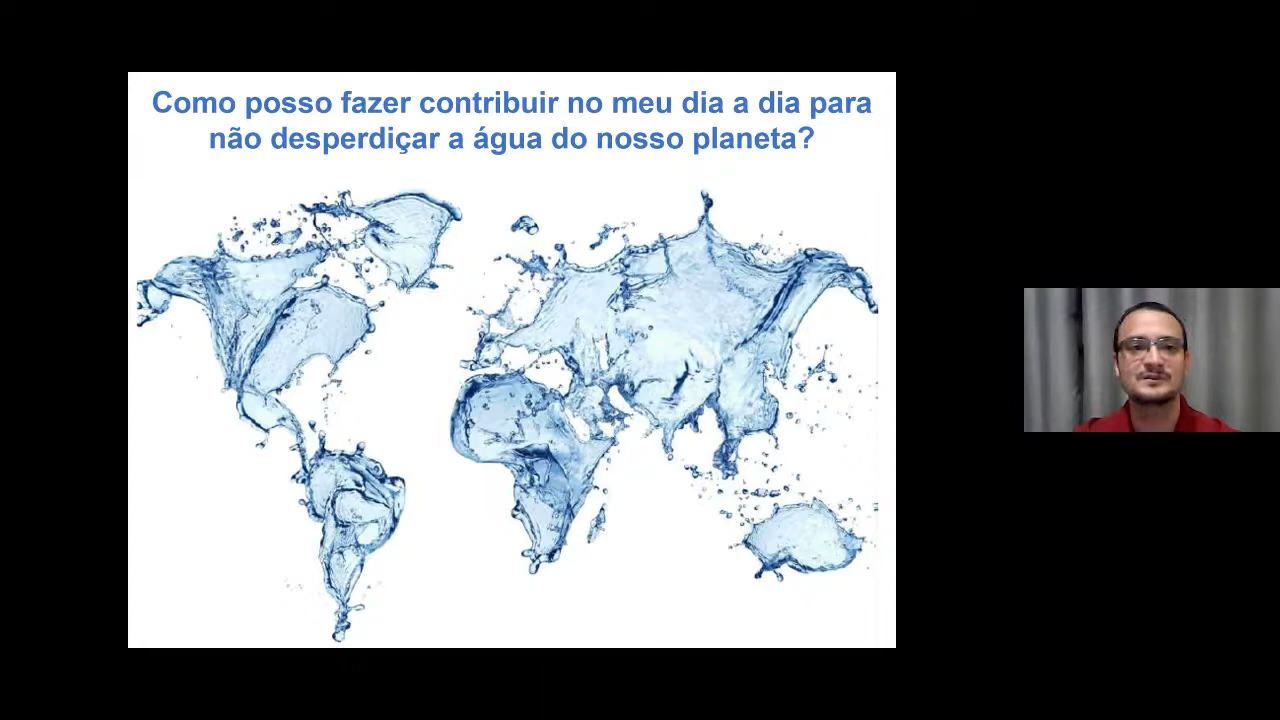 Como posso fazer contribuir no meu dia a dia para
não desperdiçar a água do nosso planeta?